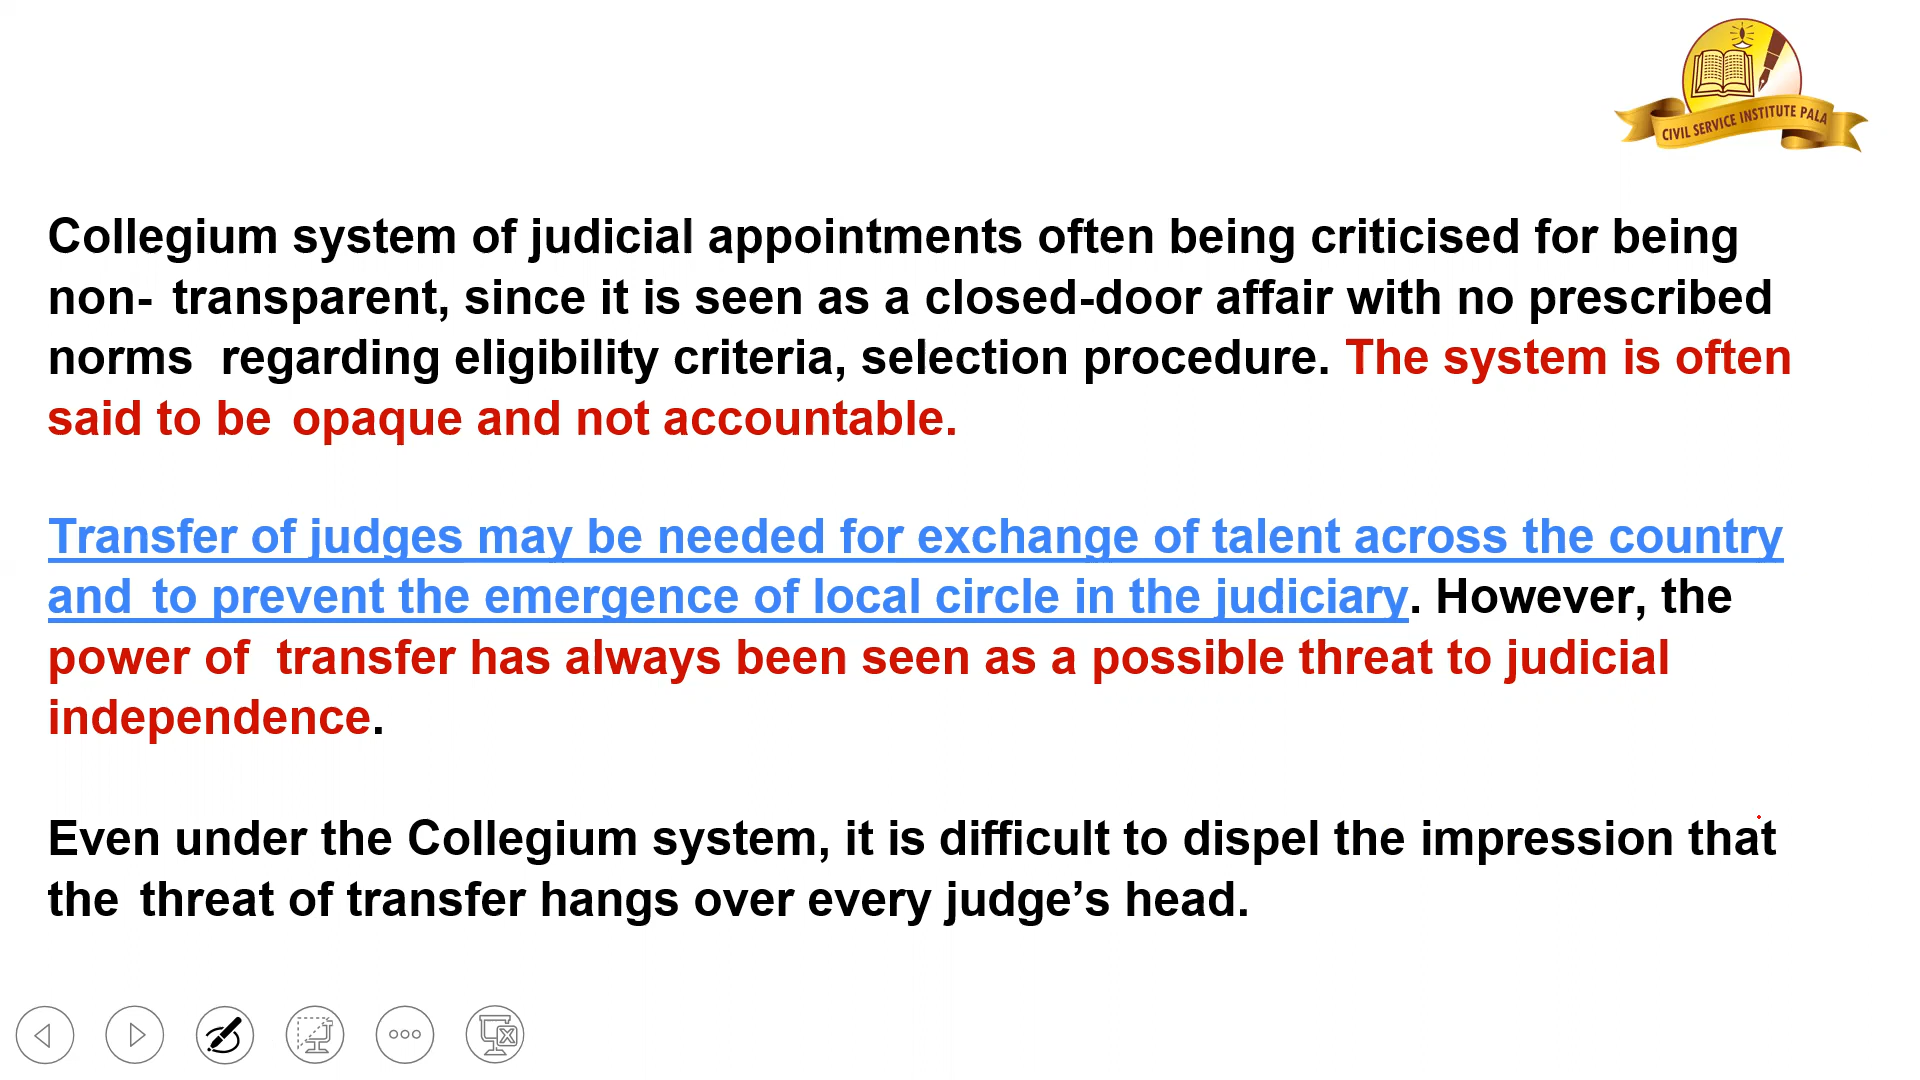 CIVIL SERVICE INSTITUTE PALA
Collegium system of judicial appointments often being criticised for being
non- transparent, since it is seen as a closed-door affair with no prescribed
norms regarding eligibility criteria, selection procedure. The system is often
said to be opaque and not accountable.
Transfer of judges may be needed for exchange of talent across the country
and to prevent the emergence of local circle in the judiciary. However, the
power of transfer has always been seen as a possible threat to judicial
independence.
Even under the Collegium system, it is difficult to dispel the impression that
the threat of transfer hangs over every judge’s head.